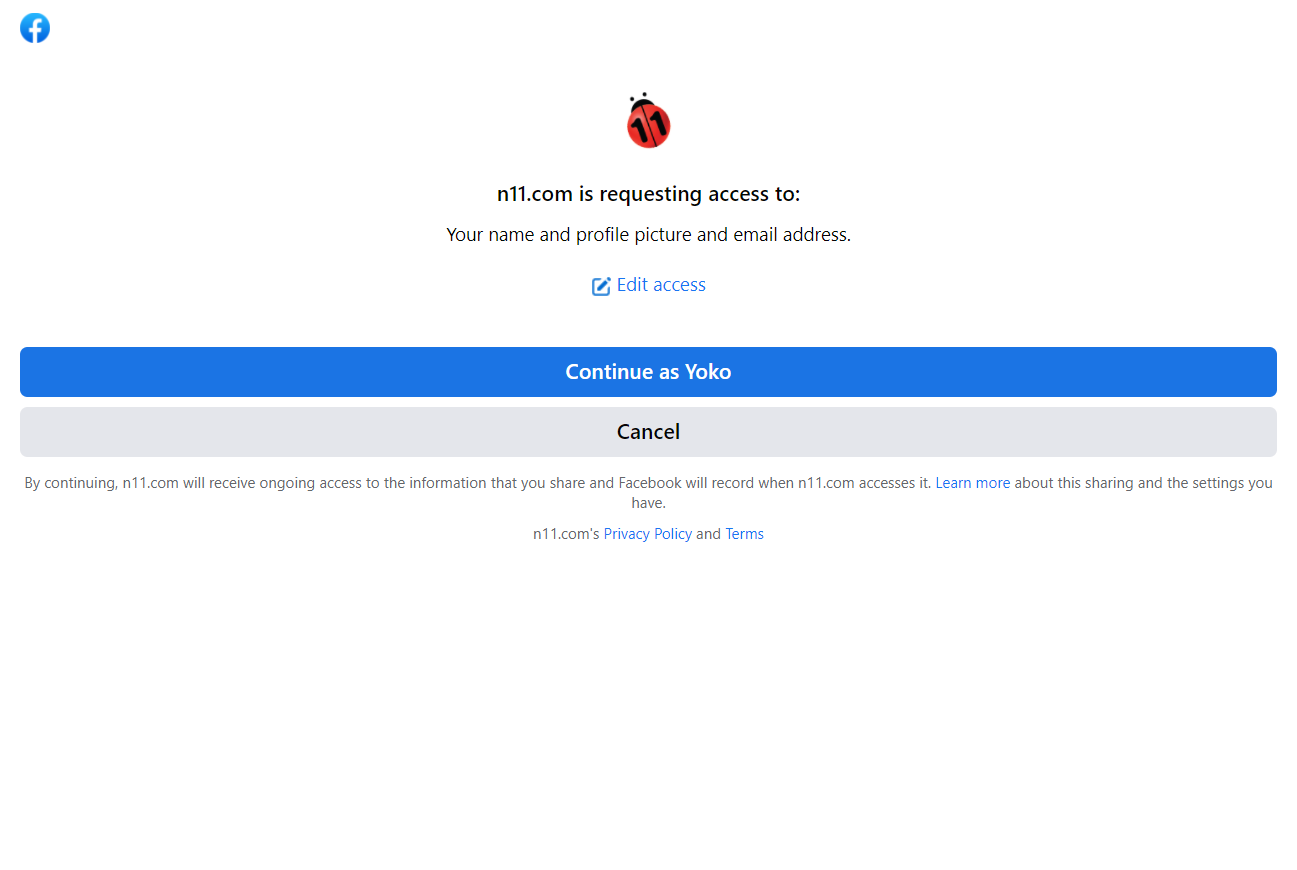 11
n11.com is requesting access to:
Your name and profile picture and email address.
Edit access
Continue as Yoko
Cancel
By continuing, n11.com will receive ongoing access to the information that you share and Facebook will record when n11.com accesses it. Learn more about this sharing and the settings you
have.
n11.com's Privacy Policy and Terms